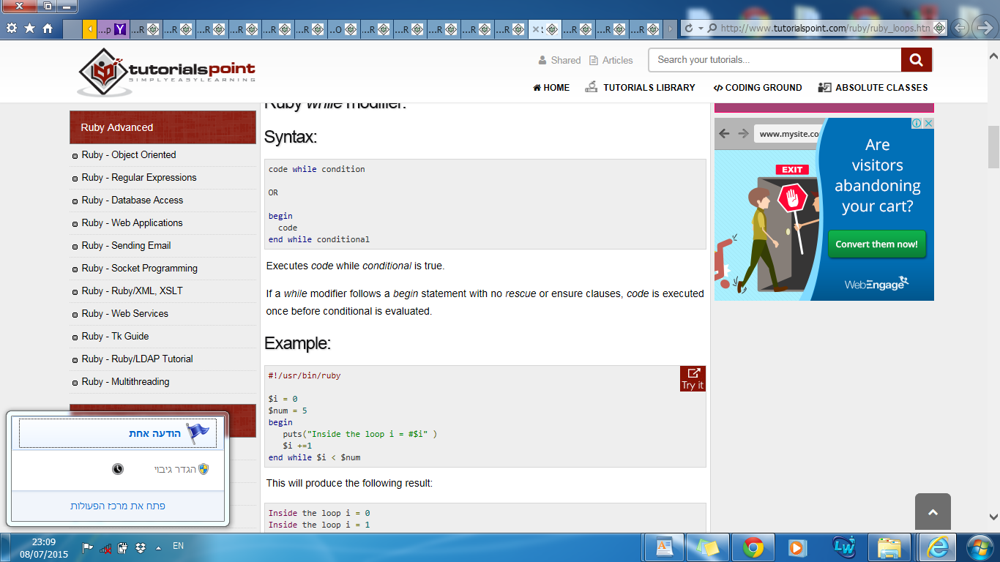 ...p
...R
...R
...R
...R
...R
...R
...O
...R
...R
...R
...R
...R
...R
...R
...R
http://www.tutorialspoint.com/ruby/ruby_loops.htn
tutorialspoint
SIMPLYEASYLEARNING
Shared
Articles
Search your tutorials...
HOME
TUTORIALS LIBRARY
</> CODING GROUND
ABSOLUTE CLASSES
Ruby Advanced
Ruby - Object Oriented
Ruby - Regular Expressions
Ruby - Database Access
Ruby - Web Applications
Ruby - Sending Email
Ruby - Socket Programming
Ruby - Ruby/XML, XSLT
Ruby - Web Services
Ruby - Tk Guide
Ruby - Ruby/LDAP Tutorial
Ruby - Multithreading
Ruby while modifier:
Syntax:
code while condition
OR
begin
code
end while conditional
Executes code while conditional is true.
If a while modifier follows a begin statement with no rescue or ensure clauses, code is executed
once before conditional is evaluated.
Example:
Try it
#!/usr/bin/ruby
$i = 0
$num = 5
begin
puts("Inside the loop i = #$i" )
$i +=1
end while $i < $num
This will produce the following result:
Inside the loop i = 0
Inside the loop i = 1
www.mysite.co
EXIT
Are
visitors
abandoning
your cart?
Convert them now!
WebEngage
הודעה אחת
הגדר גיבוי
פתח את מרכז הפעולות
23:09
08/07/2015
EN
LW